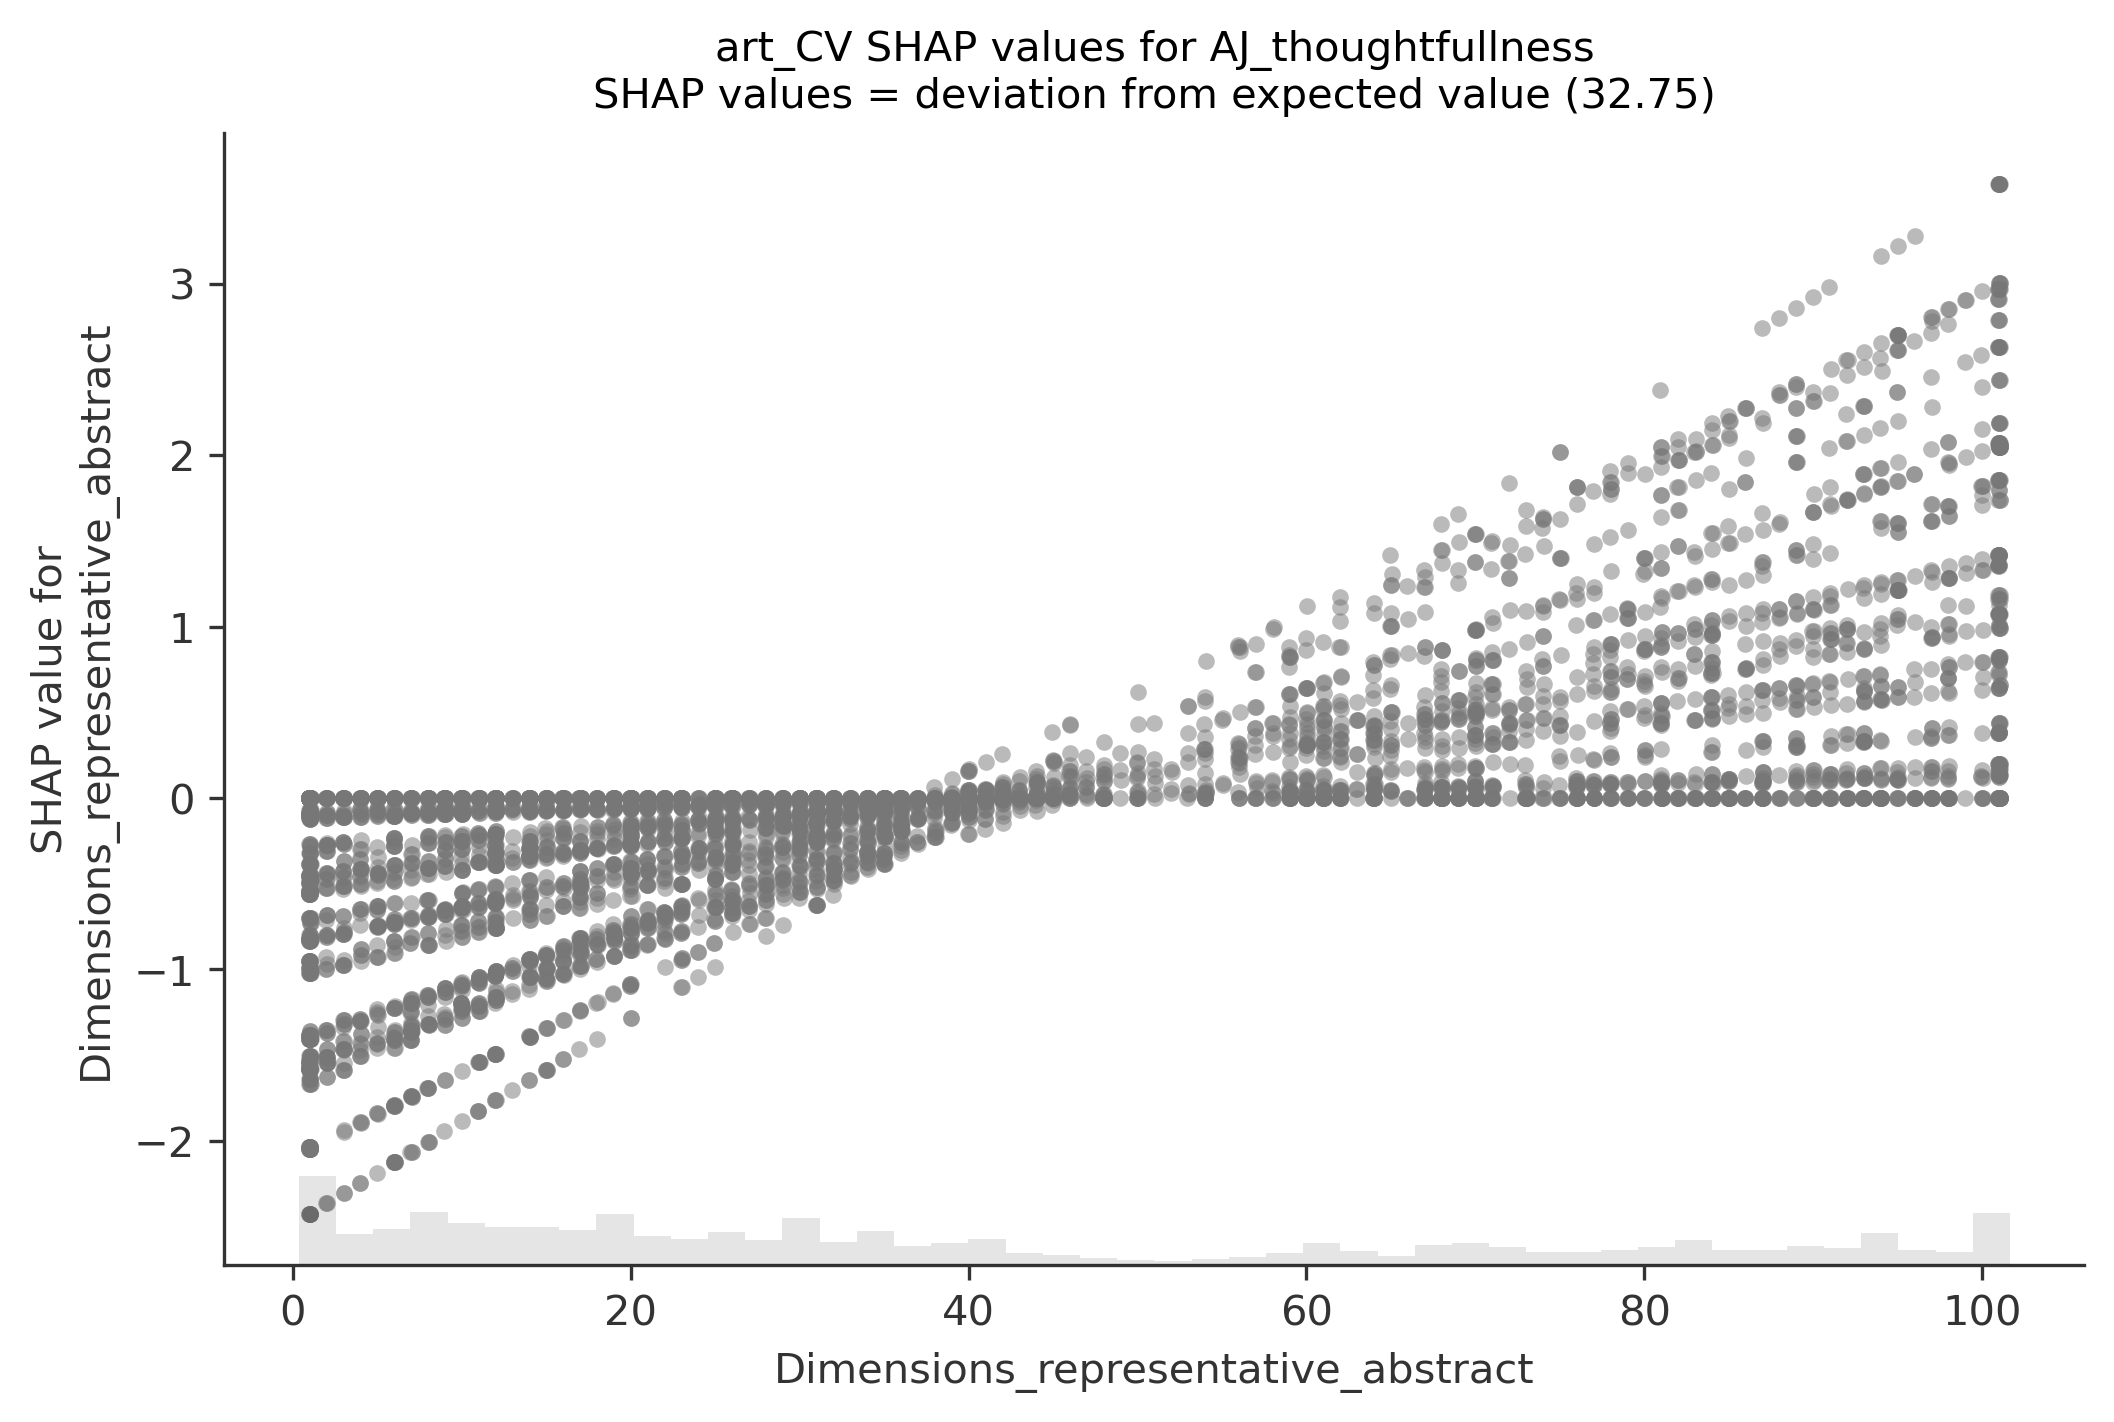 art_CV SHAP values for AJ_thoughtfullness
SHAP values = deviation from expected value (32.75)
SHAP value for
Dimensions_representative_abstract
3
2
1
0
−1
−2
0 20 40 60 80 100
Dimensions_representative_abstract